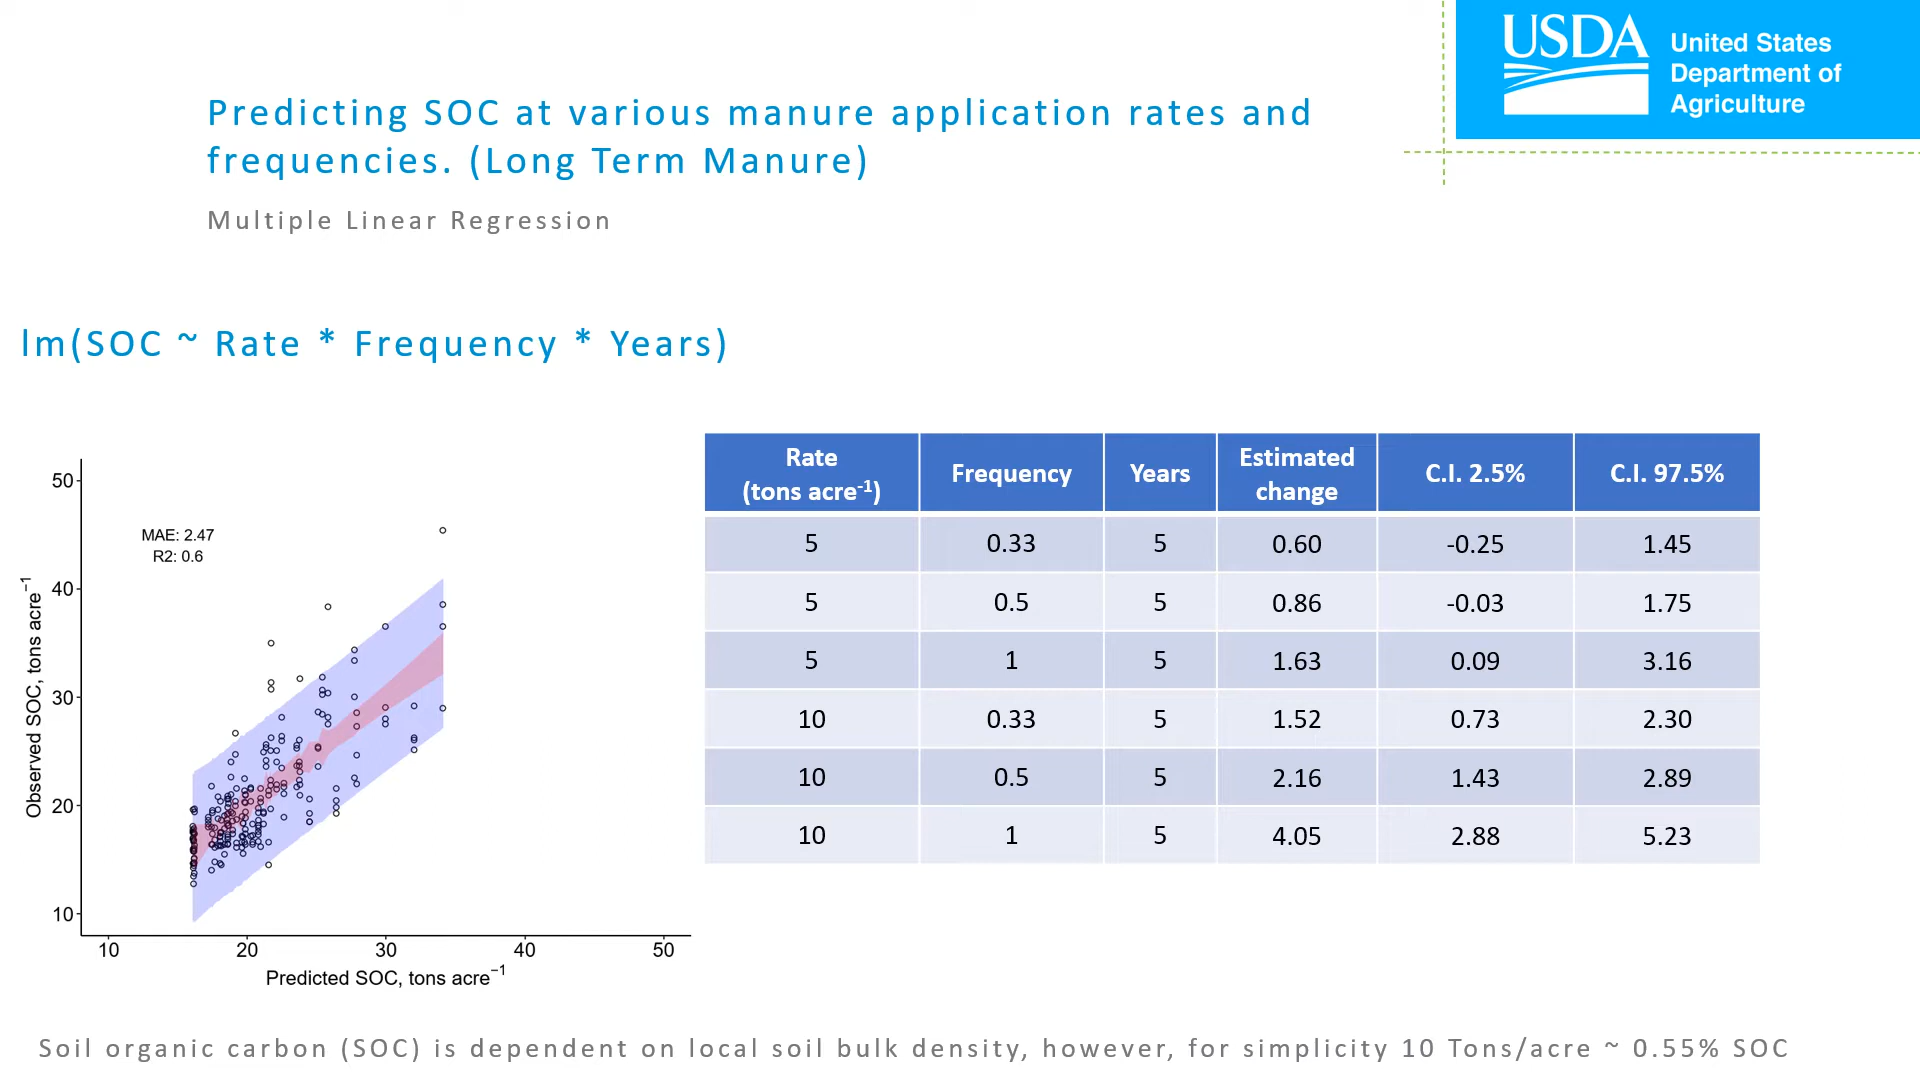 USDA
United States
Department of
Agriculture
Predicting SOC at various manure application rates and
frequencies. (Long Term Manure)
Multiple Linear Regression
lm(SOC ~ Rate * Frequency * Years)
50
40
30
20
10
Observed SOC, tons acre⁻¹
MAE: 2.47
R2: 0.6
10 20 30 40 50
Predicted SOC, tons acre⁻¹
Rate
(tons acre⁻¹) Frequency Years Estimated
change C.I. 2.5% C.I. 97.5%
5 0.33 5 0.60 -0.25 1.45
5 0.5 5 0.86 -0.03 1.75
5 1 5 1.63 0.09 3.16
10 0.33 5 1.52 0.73 2.30
10 0.5 5 2.16 1.43 2.89
10 1 5 4.05 2.88 5.23
Soil organic carbon (SOC) is dependent on local soil bulk density, however, for simplicity 10 Tons/acre ~ 0.55% SOC